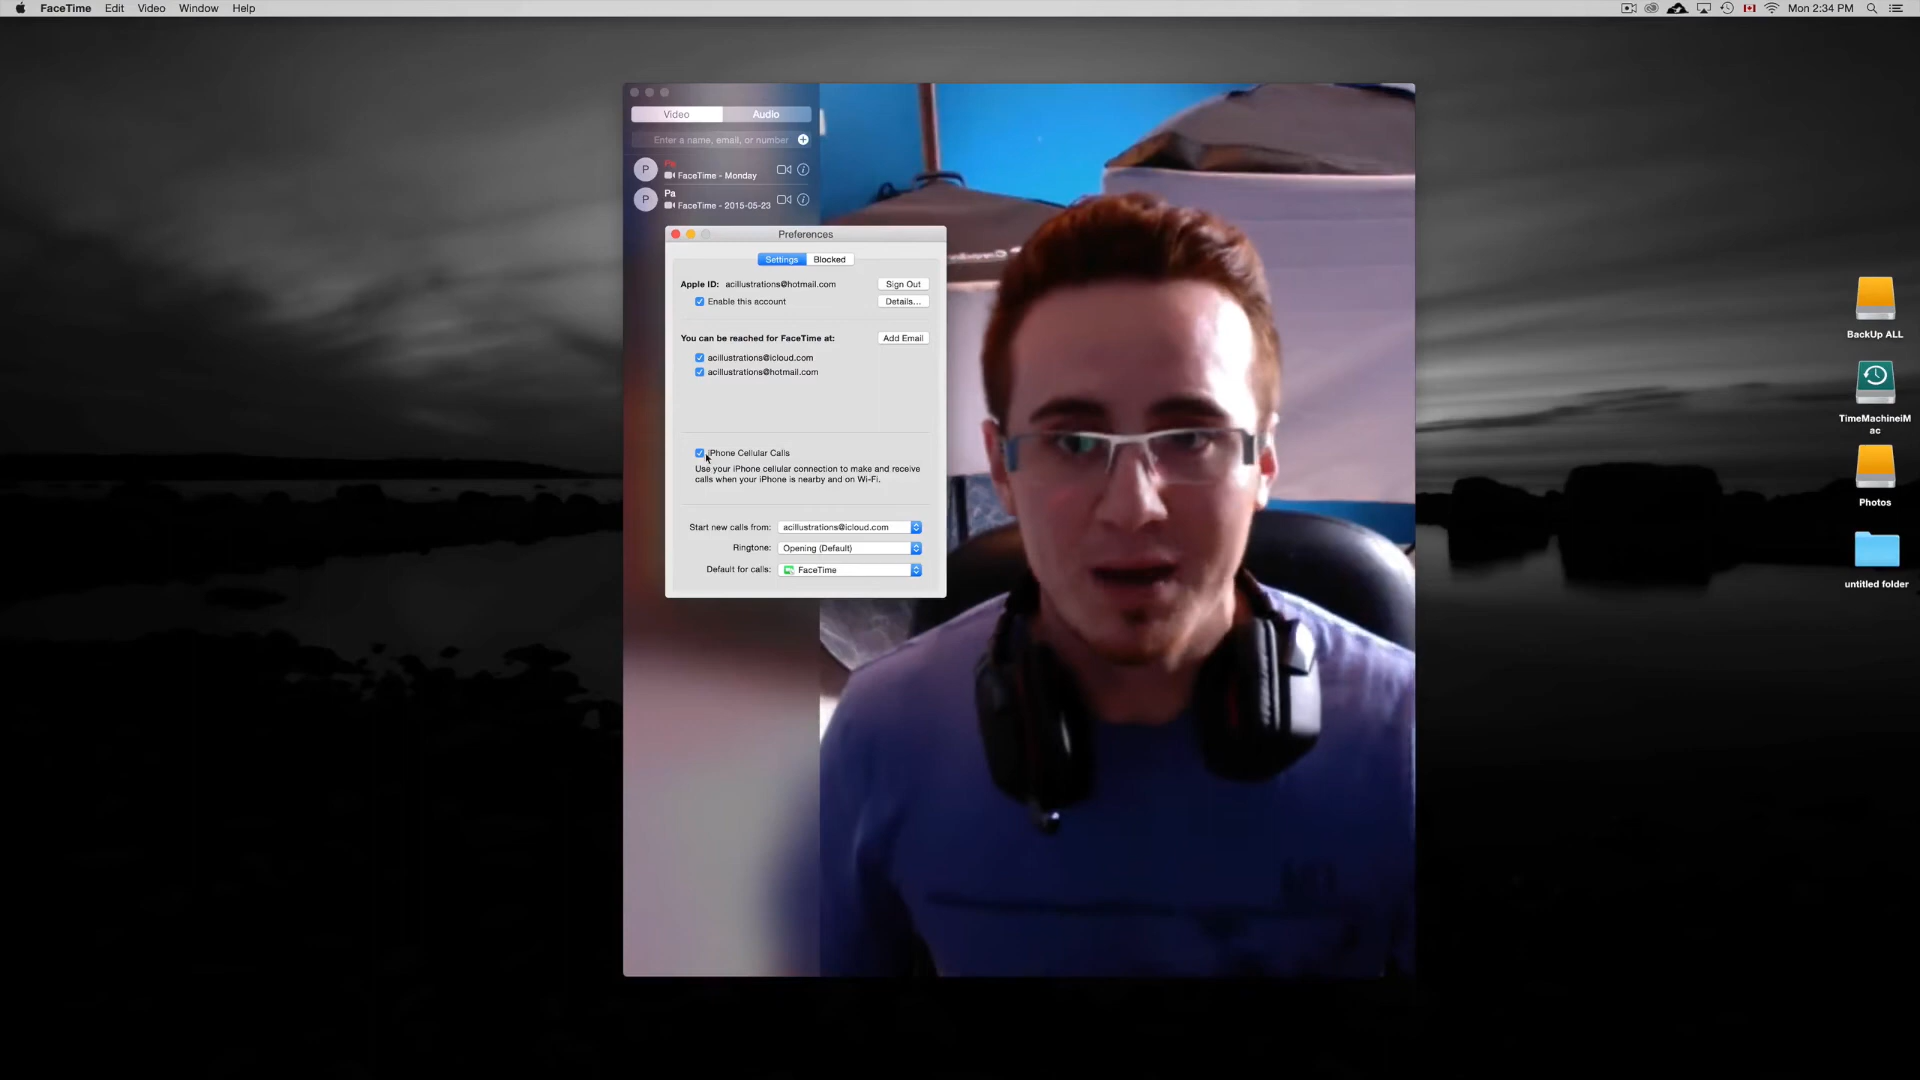 FaceTime Edit Video Window Help
Mon 2:34 PM
Video Audio
Enter a name, email, or number
P
Pa
FaceTime - Monday
P
Pa
FaceTime - 2015-05-23
Preferences
Settings Blocked
Apple ID: acillustrations@hotmail.com Sign Out
Enable this account Details...
You can be reached for FaceTime at: Add Email
acillustrations@icloud.com
acillustrations@hotmail.com
iPhone Cellular Calls
Use your iPhone cellular connection to make and receive
calls when your iPhone is nearby and on Wi-Fi.
Start new calls from: acillustrations@icloud.com
Ringtone: Opening (Default)
Default for calls: FaceTime
BackUp ALL
TimeMachineiM
ac
Photos
untitled folder